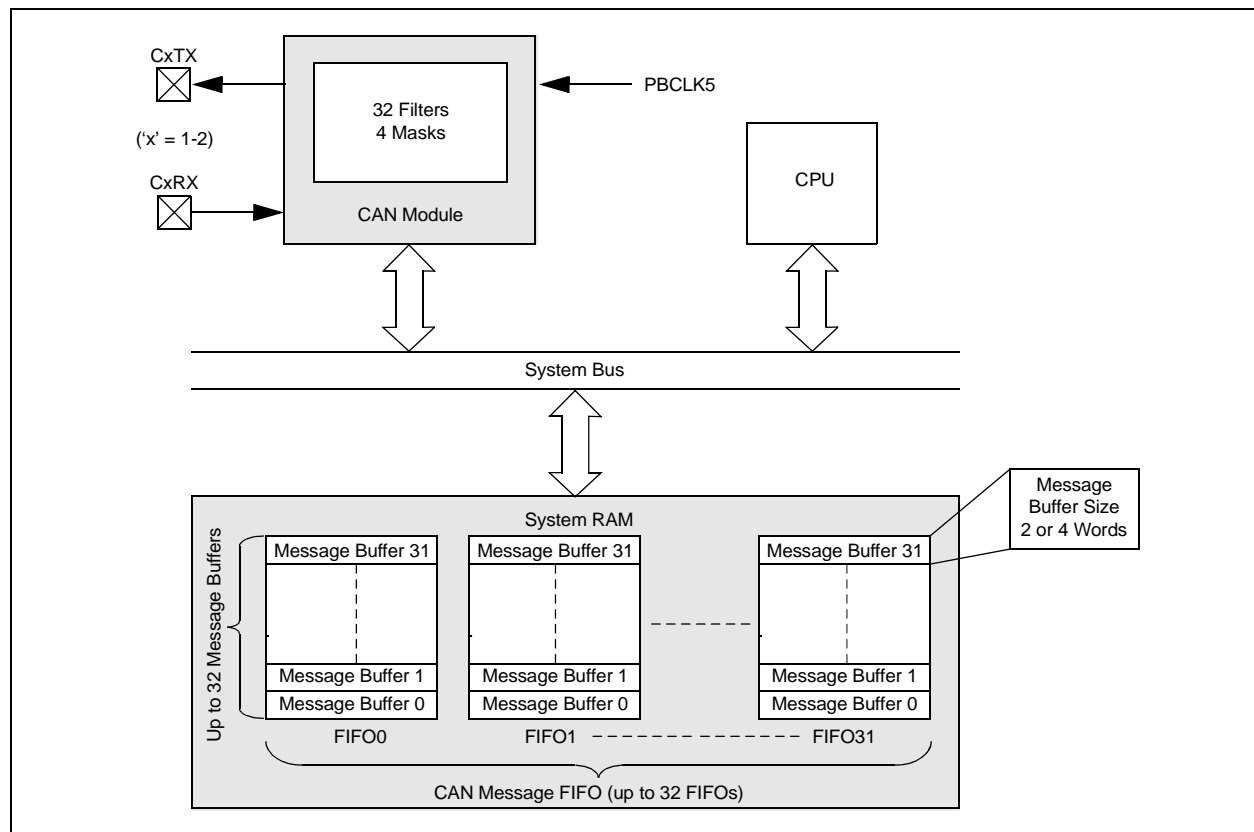 CxTX
PBCLK5
32 Filters
4 Masks
(‘x’ = 1-2)
CxRX
CAN Module
CPU
System Bus
System RAM
Message
Buffer Size
2 or 4 Words
Up to 32 Message Buffers
Message Buffer 31
Message Buffer 31
Message Buffer 31
Message Buffer 1
Message Buffer 1
Message Buffer 1
Message Buffer 0
Message Buffer 0
Message Buffer 0
FIFO0
FIFO1
FIFO31
CAN Message FIFO (up to 32 FIFOs)